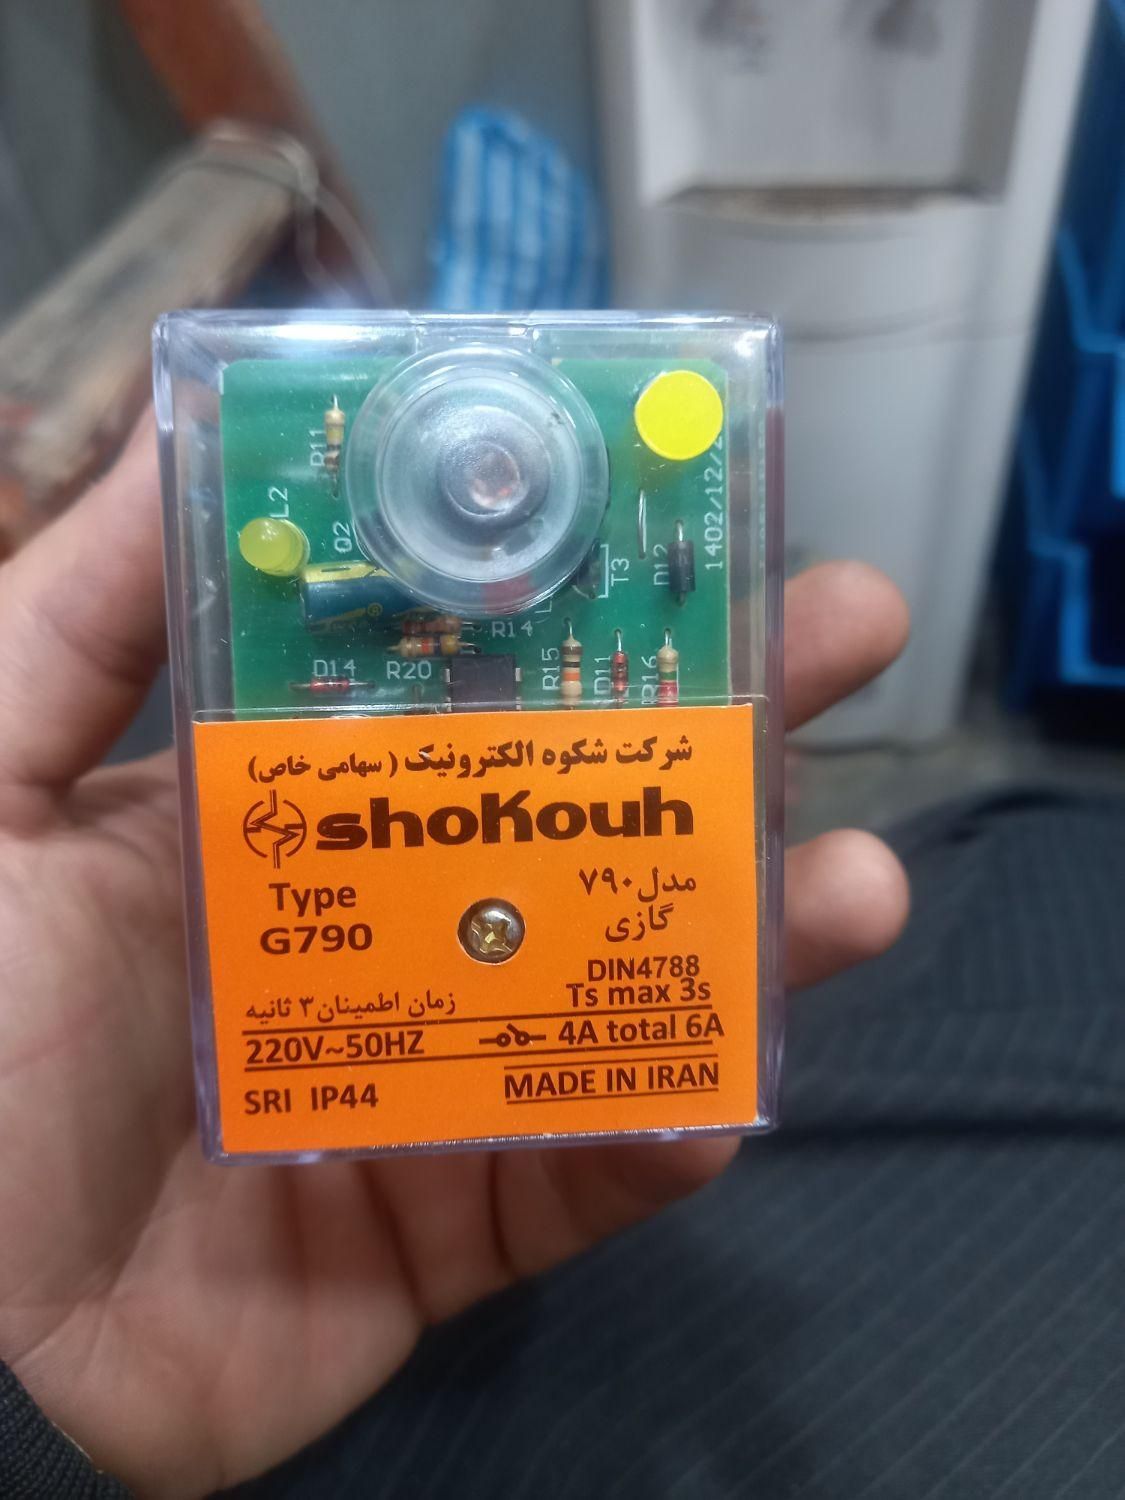 R11
L2
Q2
1402/12/2
T3
D12
R14
R20
D14
R15
D11
R16
شرکت شکوه الکترونیک ( سهامی خاص)
shokouh
Type
G790
مدل ۷۹۰
گازی
DIN4788
Ts max 3s
زمان اطمینان ۳ ثانیه
220V~50HZ
4A total 6A
SRI IP44
MADE IN IRAN